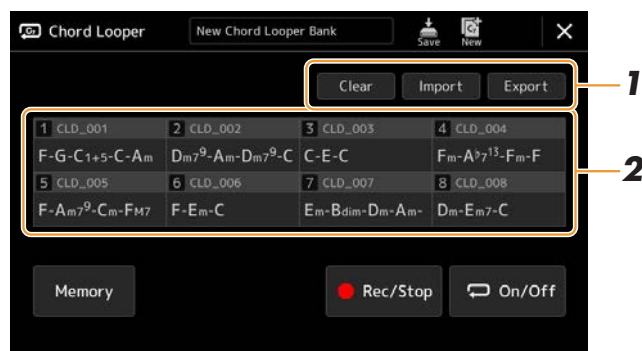 Cr Chord Looper New Chord Looper Bank Save Cr New ×
Clear Import Export 1
1 CLD_001 2 CLD_002 3 CLD_003 4 CLD_004
F-G-C1+5-C-Am Dm7⁹-Am-Dm7⁹-C C-E-C Fm-A♭7¹³-Fm-F
2
5 CLD_005 6 CLD_006 7 CLD_007 8 CLD_008
F-Am7⁹-Cm-FM7 F-Em-C Em-Bdim-Dm-Am- Dm-Em7-C
Memory Rec/Stop On/Off